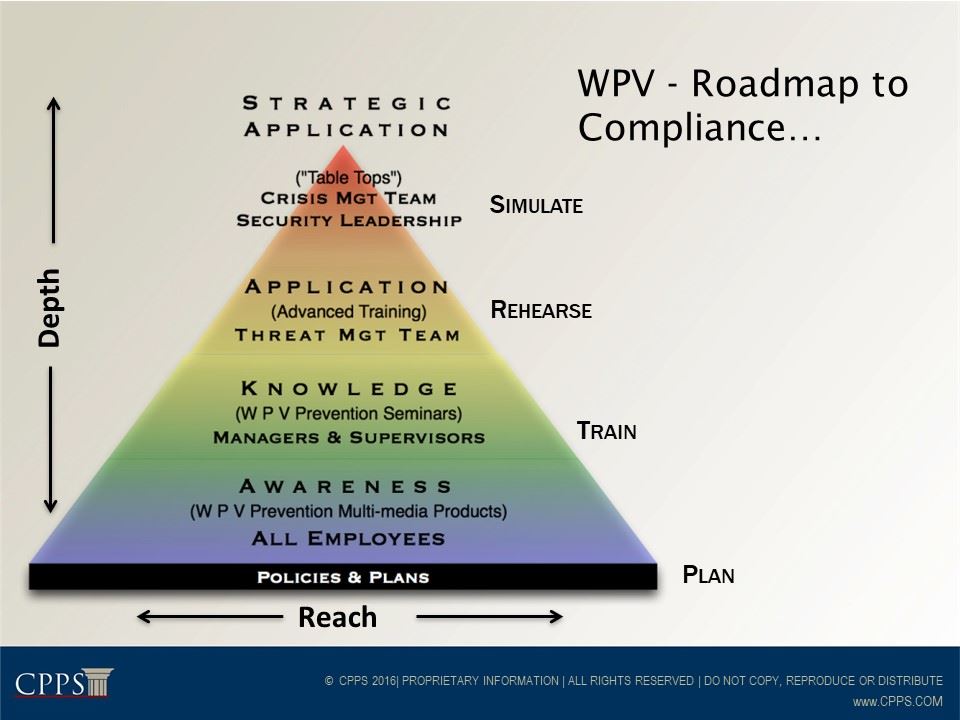 WPV - Roadmap to
Compliance…
STRATEGIC
APPLICATION
("Table Tops")
CRISIS MGT TEAM
SECURITY LEADERSHIP
SIMULATE
APPLICATION
(Advanced Training)
THREAT MGT TEAM
REHEARSE
Depth
KNOWLEDGE
(W P V Prevention Seminars)
MANAGERS & SUPERVISORS
TRAIN
AWARENESS
(W P V Prevention Multi-media Products)
ALL EMPLOYEES
POLICIES & PLANS
PLAN
Reach
CPPS
© CPPS 2016| PROPRIETARY INFORMATION | ALL RIGHTS RESERVED | DO NOT COPY, REPRODUCE OR DISTRIBUTE
www.CPPS.COM